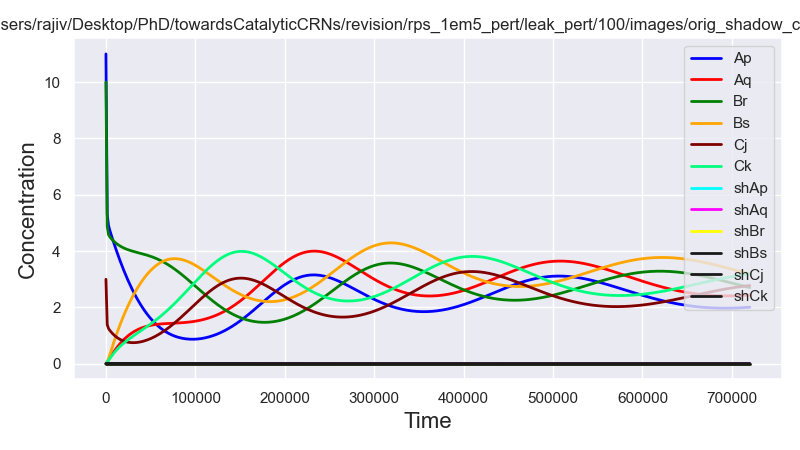 sers/rajiv/Desktop/PhD/towardsCatalyticCRNs/revision/rps_1em5_pert/leak_pert/100/images/orig_shadow_c
Concentration
10
8
6
4
2
0
0
100000
200000
300000
400000
500000
600000
700000
Time
Ap
Aq
Br
Bs
Cj
Ck
shAp
shAq
shBr
shBs
shCj
shCk